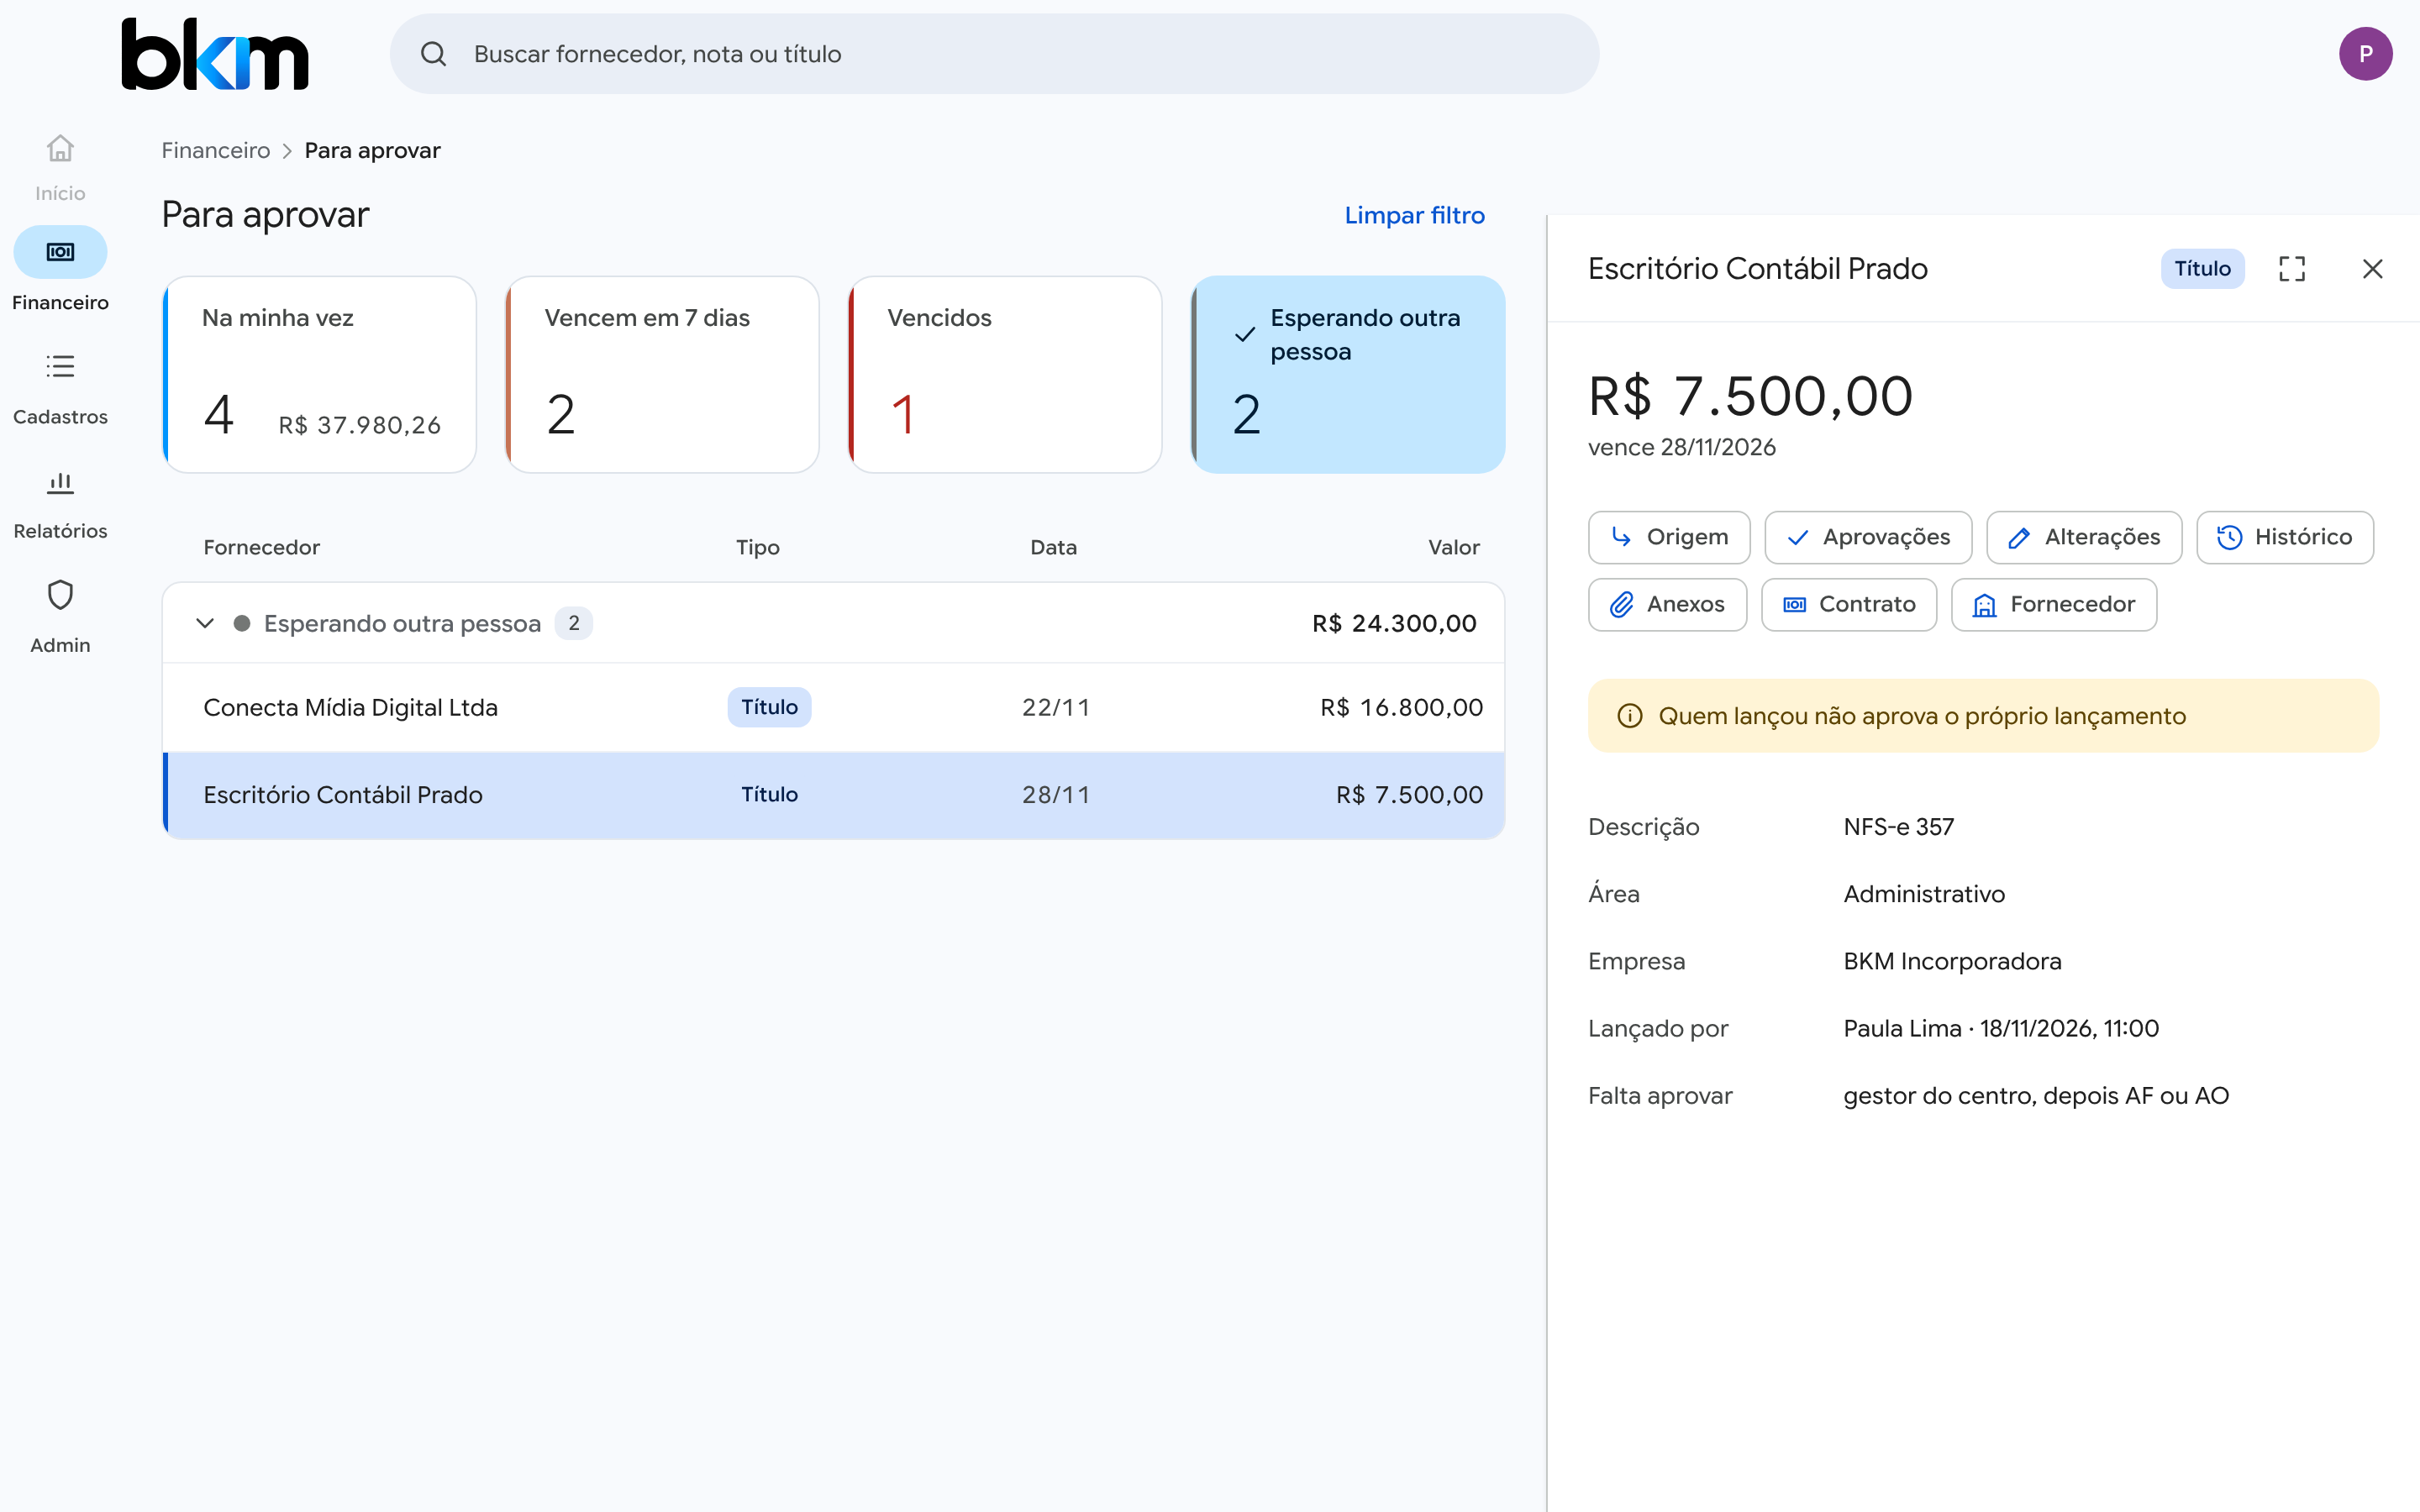 bkm
Buscar fornecedor, nota ou título
P
Início
Financeiro
Cadastros
Relatórios
Admin
Financeiro > Para aprovar
Para aprovar
Limpar filtro
Na minha vez
4 R$ 37.980,26
Vencem em 7 dias
2
Vencidos
1
Esperando outra
pessoa
2
Fornecedor Tipo Data Valor
Esperando outra pessoa 2 R$ 24.300,00
Conecta Mídia Digital Ltda Título 22/11 R$ 16.800,00
Escritório Contábil Prado Título 28/11 R$ 7.500,00
Escritório Contábil Prado Título
R$ 7.500,00
vence 28/11/2026
Origem Aprovações Alterações Histórico
Anexos Contrato Fornecedor
Quem lançou não aprova o próprio lançamento
Descrição NFS-e 357
Área Administrativo
Empresa BKM Incorporadora
Lançado por Paula Lima · 18/11/2026, 11:00
Falta aprovar gestor do centro, depois AF ou AO